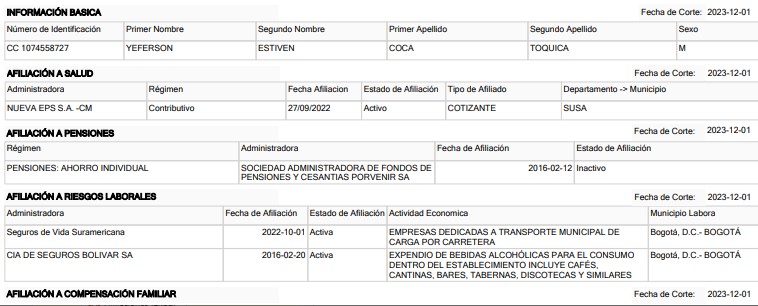 INFORMACIÓN BASICA Fecha de Corte: 2023-12-01
Número de Identificación Primer Nombre Segundo Nombre Primer Apellido Segundo Apellido Sexo
CC 1074558727 YEFERSON ESTIVEN COCA TOQUICA M
AFILIACIÓN A SALUD Fecha de Corte: 2023-12-01
Administradora Régimen Fecha Afiliacion Estado de Afiliación Tipo de Afiliado Departamento -> Municipio
NUEVA EPS S.A. -CM Contributivo 27/09/2022 Activo COTIZANTE SUSA
AFILIACIÓN A PENSIONES Fecha de Corte: 2023-12-01
Régimen Administradora Fecha de Afiliación Estado de Afiliación
PENSIONES: AHORRO INDIVIDUAL SOCIEDAD ADMINISTRADORA DE FONDOS DE 2016-02-12 Inactivo
PENSIONES Y CESANTIAS PORVENIR SA
AFILIACIÓN A RIESGOS LABORALES Fecha de Corte: 2023-12-01
Administradora Fecha de Afiliación Estado de Afiliación Actividad Economica Municipio Labora
Seguros de Vida Suramericana 2022-10-01 Activa EMPRESAS DEDICADAS A TRANSPORTE MUNICIPAL DE Bogotá, D.C.- BOGOTÁ
CARGA POR CARRETERA
CIA DE SEGUROS BOLIVAR SA 2016-02-20 Activa EXPENDIO DE BEBIDAS ALCOHÓLICAS PARA EL CONSUMO Bogotá, D.C.- BOGOTÁ
DENTRO DEL ESTABLECIMIENTO INCLUYE CAFÉS,
CANTINAS, BARES, TABERNAS, DISCOTECAS Y SIMILARES
AFILIACIÓN A COMPENSACIÓN FAMILIAR Fecha de Corte: 2023-12-01